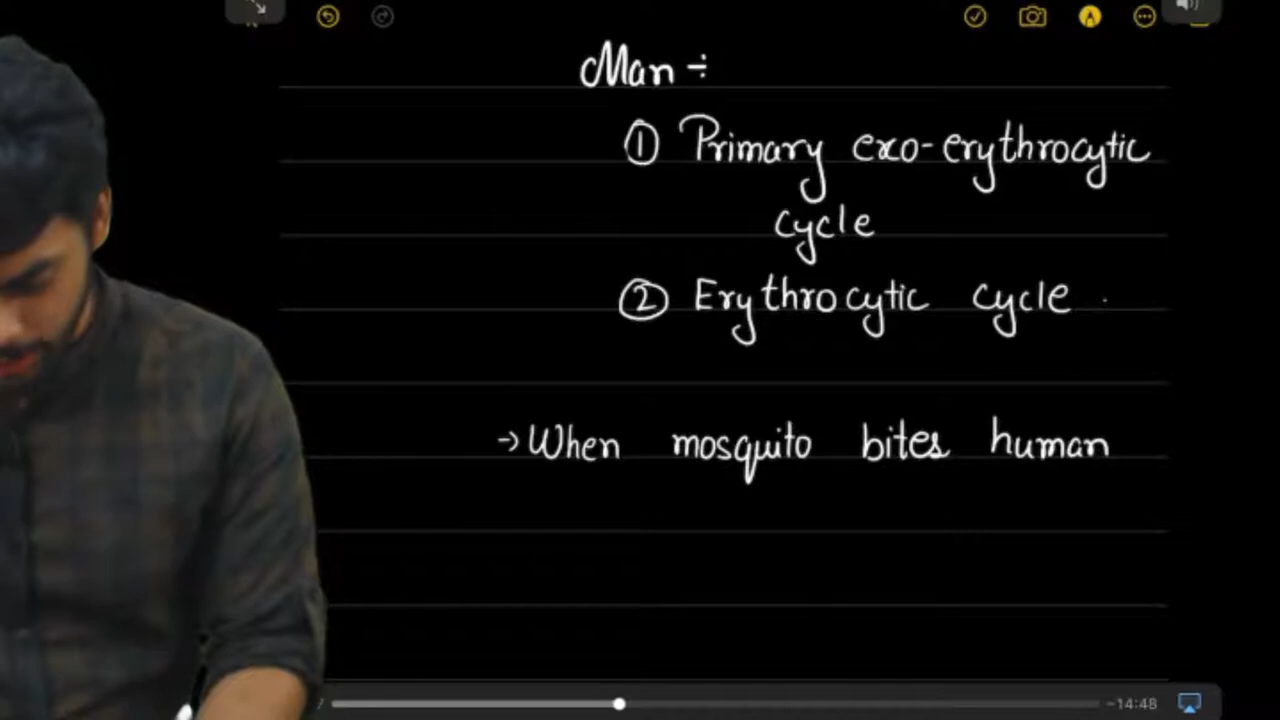 Man ÷
① Primary exo-erythrocytic
cycle
② Erythrocytic cycle
→ When mosquito bites human
-14:48